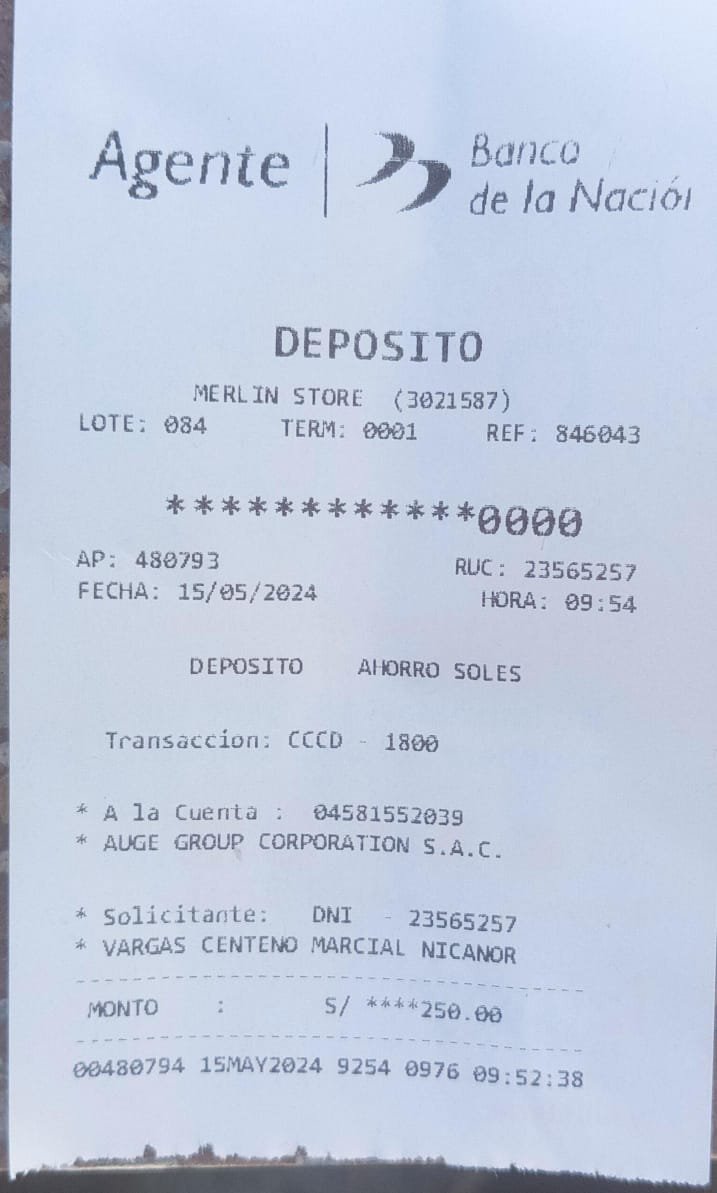 Agente | Banco
de la Nación
DEPOSITO
MERLIN STORE (3021587)
LOTE: 084 TERM: 0001 REF: 846043
************0000
AP: 480793 RUC: 23565257
FECHA: 15/05/2024 HORA: 09:54
DEPOSITO AHORRO SOLES
Transaccion: CCCD - 1800
* A la Cuenta : 04581552039
* AUGE GROUP CORPORATION S.A.C.
* Solicitante: DNI - 23565257
* VARGAS CENTENO MARCIAL NICANOR
MONTO : S/ ****250.00
00480794 15MAY2024 9254 0976 09:52:38